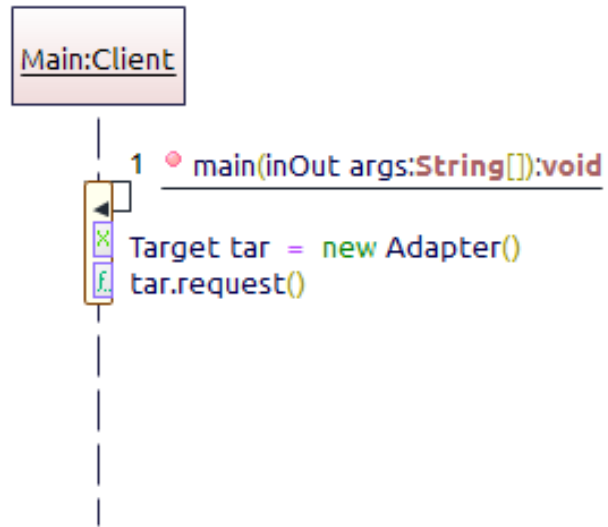 Main:Client
1 main(inOut args:String[]):void
X Target tar = new Adapter()
f.. tar.request()